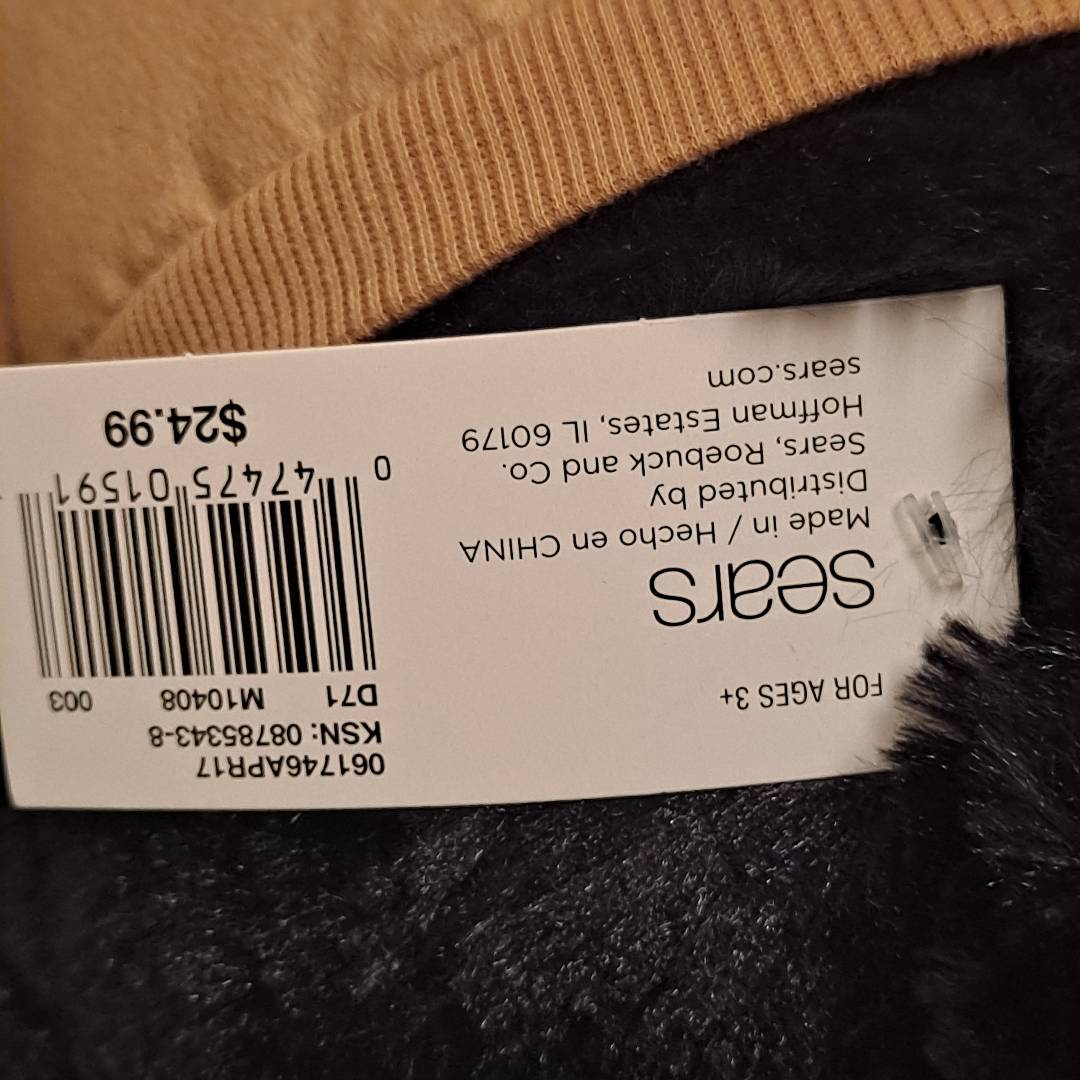 061746APR17
KSN: 08785343-8
D71 M10408 003
0 47475 01591
$24.99
FOR AGES 3+
sears
Made in / Hecho en CHINA
Distributed by
Sears, Roebuck and Co.
Hoffman Estates, IL 60179
sears.com